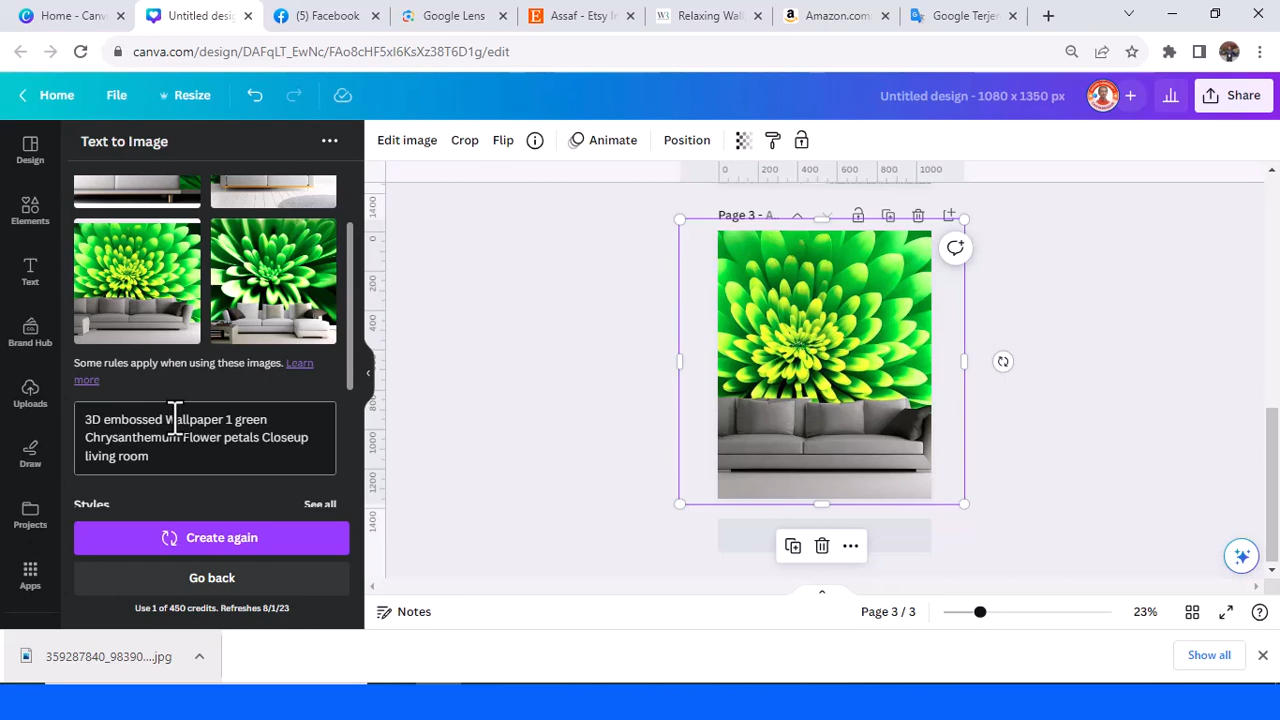 Home - Canv
Untitled desig
(5) Facebook
Google Lens
Assaf - Etsy In
Relaxing Wall
Amazon.com
Google Terjer
canva.com/design/DAFqLT_EwNc/FAo8cHF5xI6KsXz38T6D1g/edit
Home File Resize
Untitled design - 1080 x 1350 px
Share
Design
Elements
Text
Brand Hub
Uploads
Draw
Projects
Apps
Text to Image
Some rules apply when using these images. Learn
more
3D embossed Wallpaper 1 green
Chrysanthemum Flower petals Closeup
living room
Styles See all
Create again
Go back
Use 1 of 450 credits. Refreshes 8/1/23
Edit image Crop Flip Animate Position
0 200 400 600 800 1000
1400
0
200
400
600
800
1000
1200
1400
Page 3 - A..
Notes
Page 3 / 3
23%
359287840_98390....jpg
Show all